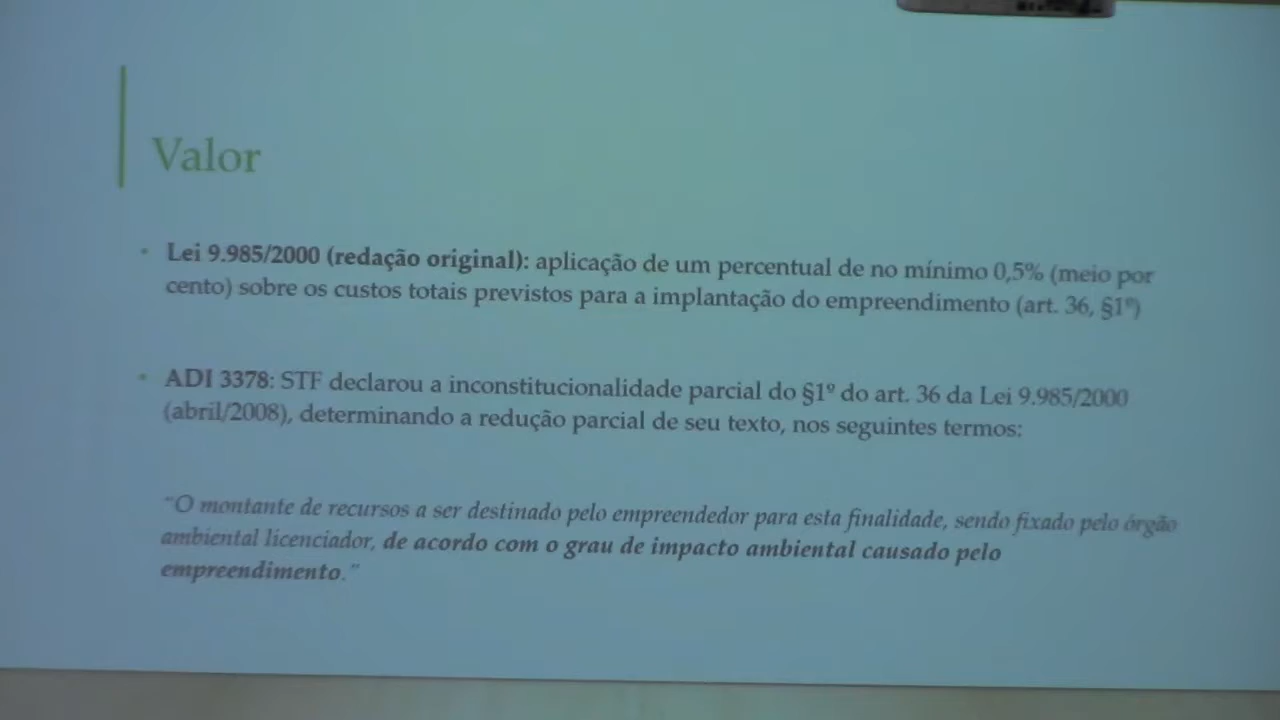 Valor
• Lei 9.985/2000 (redação original): aplicação de um percentual de no mínimo 0,5% (meio por
cento) sobre os custos totais previstos para a implantação do empreendimento (art. 36, §1º)
• ADI 3378: STF declarou a inconstitucionalidade parcial do §1º do art. 36 da Lei 9.985/2000
(abril/2008), determinando a redução parcial de seu texto, nos seguintes termos:
"O montante de recursos a ser destinado pelo empreendedor para esta finalidade, sendo fixado pelo órgão
ambiental licenciador, de acordo com o grau de impacto ambiental causado pelo
empreendimento."